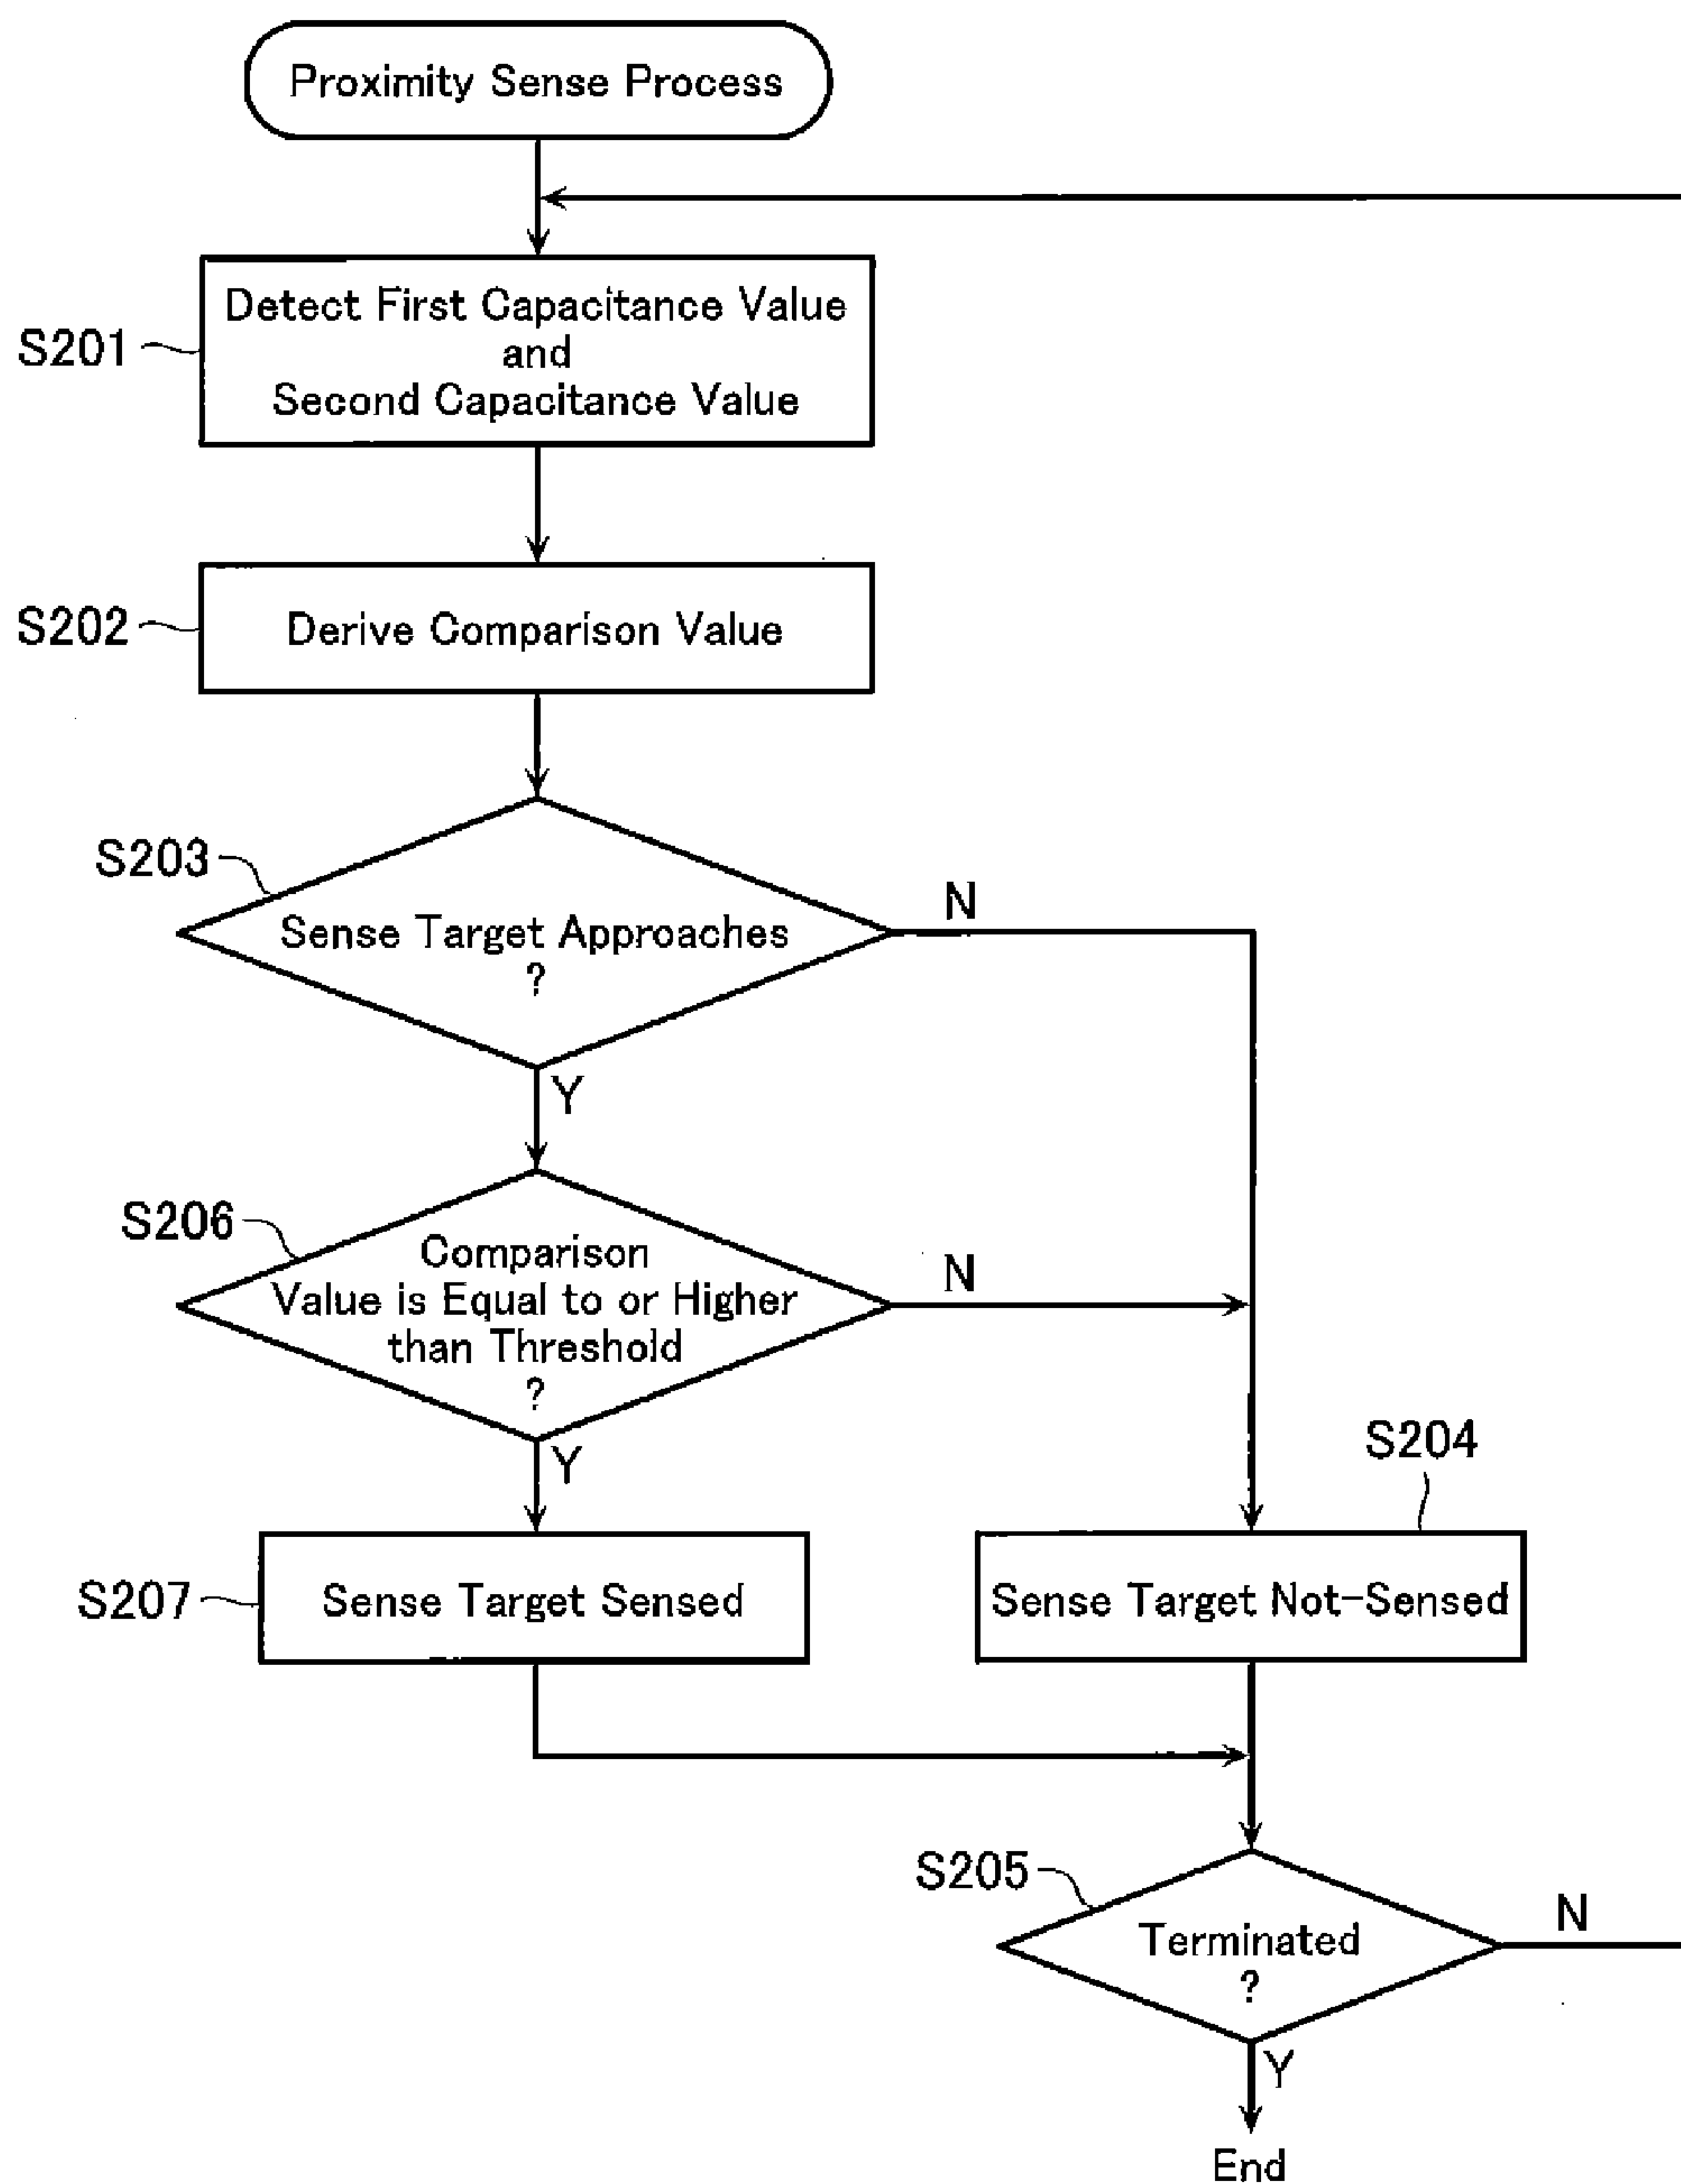 Proximity Sense Process
S201
Detect First Capacitance Value
and
Second Capacitance Value
S202
Derive Comparison Value
S203
Sense Target Approaches
?
N
Y
S206
Comparison
Value is Equal to or Higher
than Threshold
?
N
Y
S204
S207
Sense Target Sensed
Sense Target Not-Sensed
S205
Terminated
?
N
Y
End